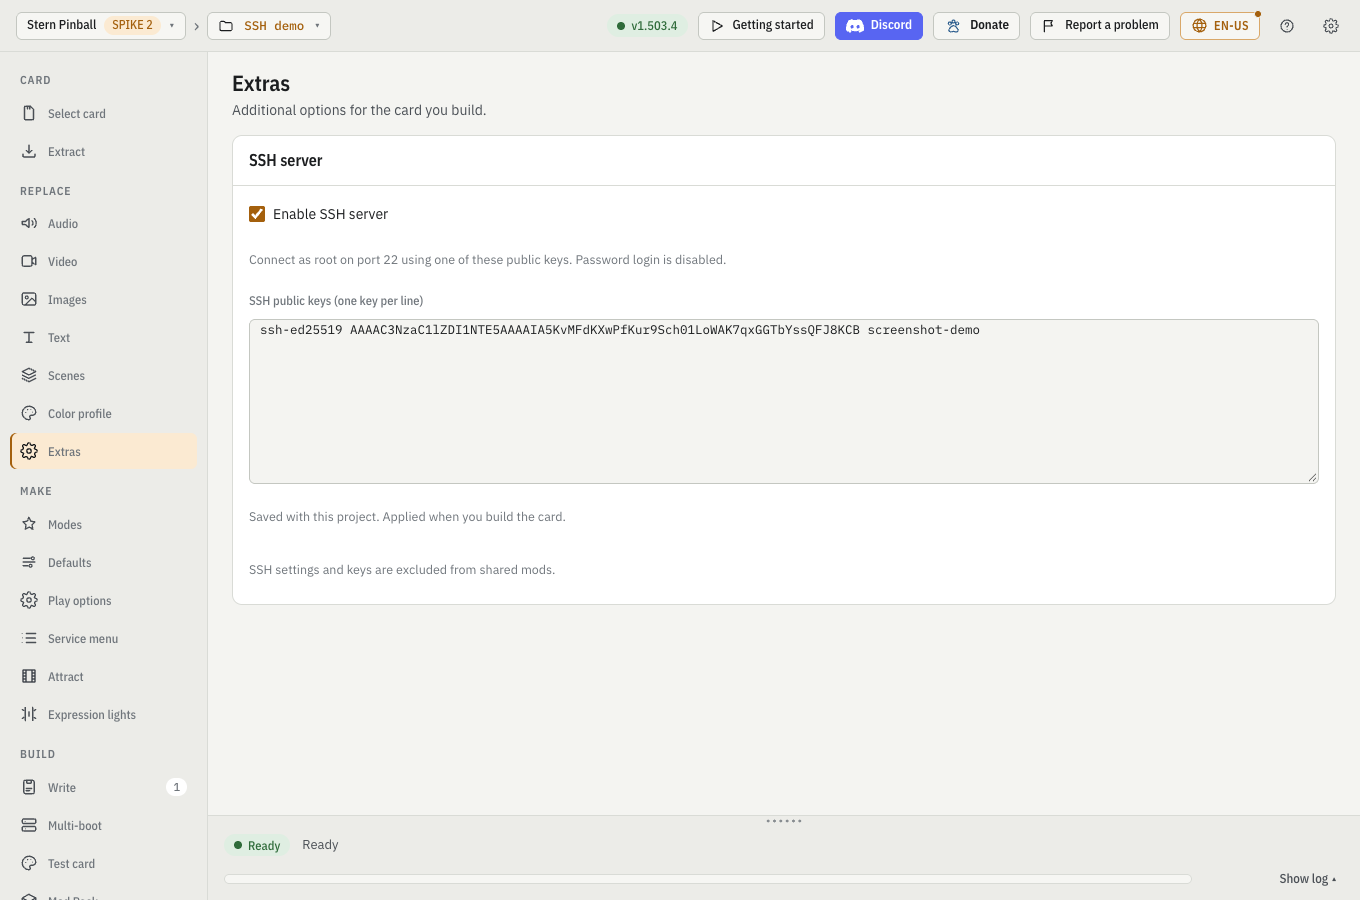 Stern Pinball SPIKE 2
SSH demo
v1.503.4
Getting started
Discord
Donate
Report a problem
EN-US
CARD
Select card
Extract
REPLACE
Audio
Video
Images
Text
Scenes
Color profile
Extras
MAKE
Modes
Defaults
Play options
Service menu
Attract
Expression lights
BUILD
Write 1
Multi-boot
Test card
Extras
Additional options for the card you build.
SSH server
Enable SSH server
Connect as root on port 22 using one of these public keys. Password login is disabled.
SSH public keys (one key per line)
ssh-ed25519 AAAAC3NzaC1lZDI1NTE5AAAAIA5KvMFdKXwPfKur9Sch01LoWAK7qxGGTbYssQFJ8KCB screenshot-demo
Saved with this project. Applied when you build the card.
SSH settings and keys are excluded from shared mods.
Ready Ready
Show log